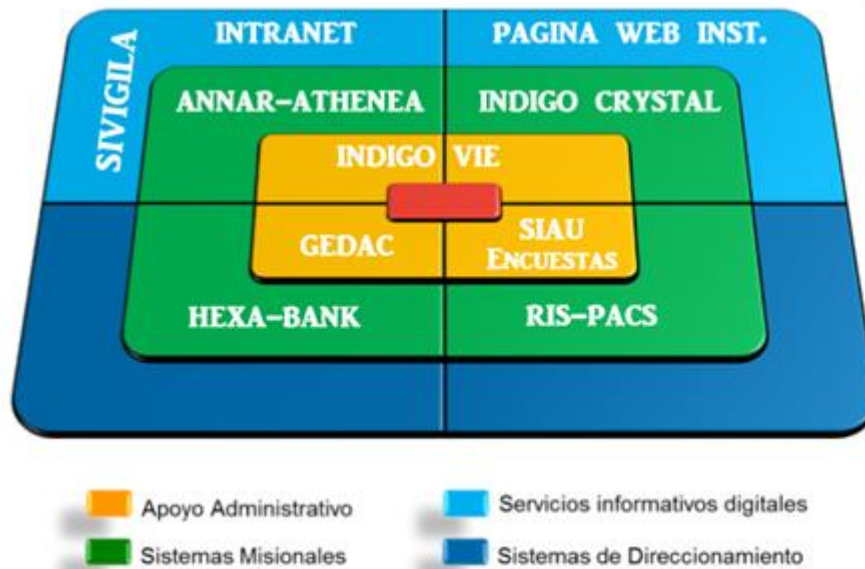 INTRANET
PAGINA WEB INST.
SIVIGILA
ANNAR-ATHENEA
INDIGO CRYSTAL
INDIGO VIE
GEDAC
SIAU
ENCUESTAS
HEXA-BANK
RIS-PACS
Apoyo Administrativo
Servicios informativos digitales
Sistemas Misionales
Sistemas de Direccionamiento